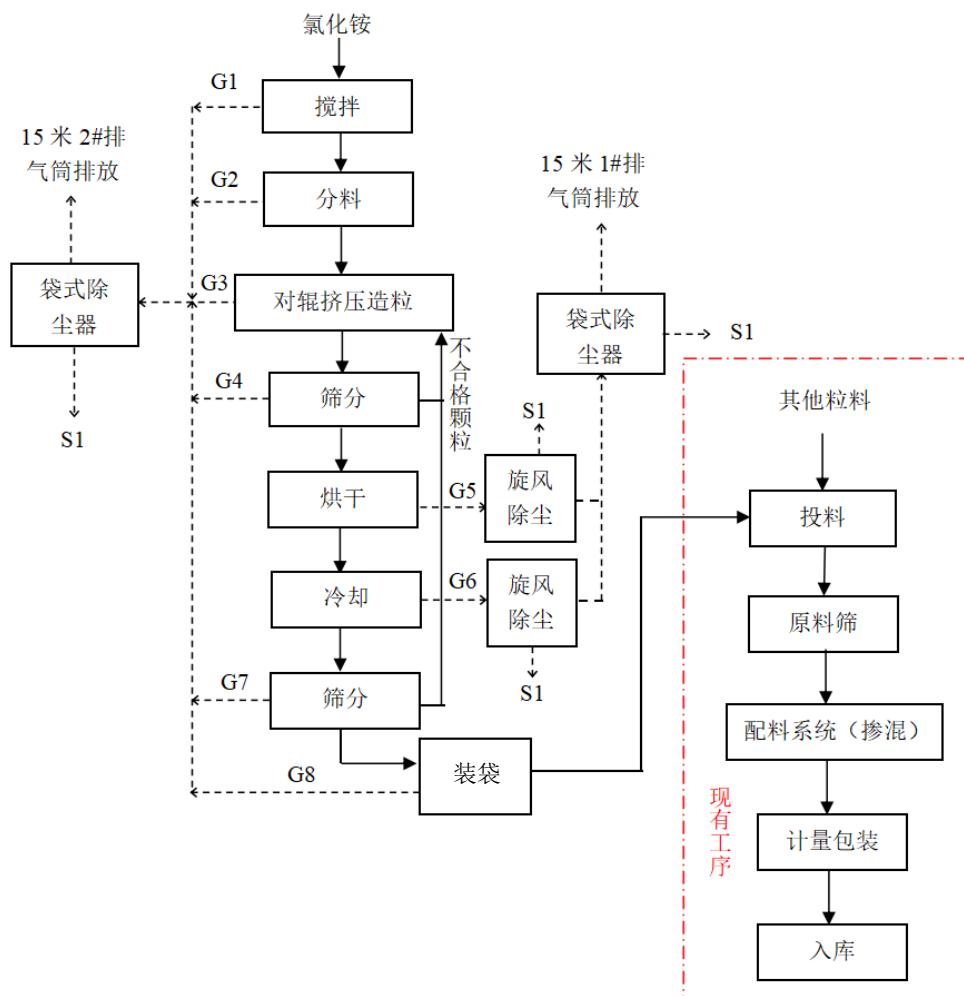 氯化铵
G1
搅拌
15 米 2#排
气筒排放
G2
分料
15 米 1#排
气筒排放
袋式除
尘器
G3
对辊挤压造粒
袋式除
尘器
S1
不合格颗粒
G4
筛分
S1
S1
其他粒料
烘干
G5
旋风
除尘
投料
冷却
G6
旋风
除尘
原料筛
G7
筛分
S1
配料系统（掺混）
G8
装袋
现有工序
计量包装
入库